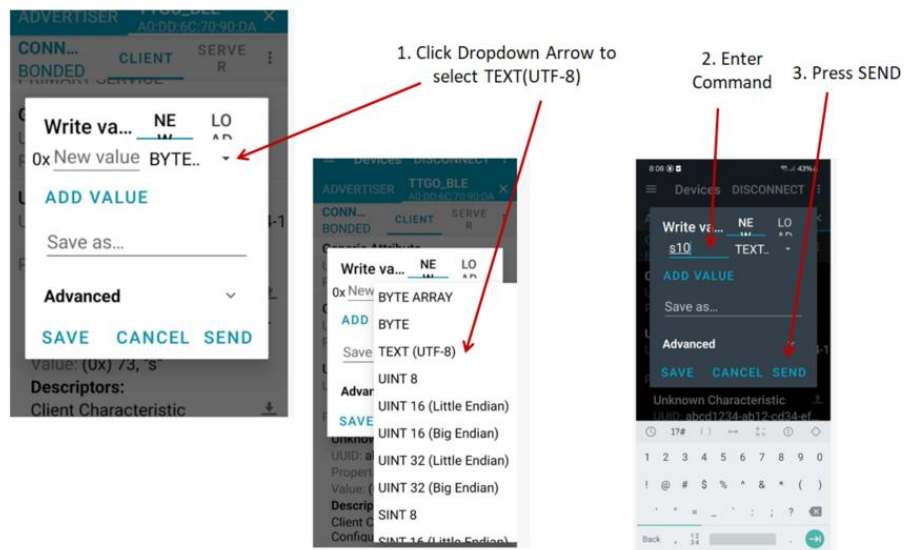 1. Click Dropdown Arrow to
select TEXT(UTF-8)
2. Enter
Command
3. Press SEND
ADVERTISER TTGO_BLE
A0:DD:6C:70:90:DA ×
CONN...
BONDED
CLIENT
SERVE
R
PRIMARY SERVICE
Write va...
NE
W
LO
AD
0x New value BYTE..
ADD VALUE
Save as...
Advanced
SAVE CANCEL SEND
Value: (0x) 73, "s"
Descriptors:
Client Characteristic
Devices DISCONNECT
ADVERTISER TTGO_BLE
A0:DD:6C:70:90:DA ×
CONN...
BONDED
CLIENT
SERVE
R
Generic Attribute
Write va...
NE
W
LO
AD
0x New
ADD
Save
Advan
SAVE
BYTE ARRAY
BYTE
TEXT (UTF-8)
UINT 8
UINT 16 (Little Endian)
UINT 16 (Big Endian)
UINT 32 (Little Endian)
UINT 32 (Big Endian)
SINT 8
SINT 16 (Little Endian)
Unknow
UUID: a
Propert
Value: (
Descrip
Client C
Configu
8:08 43%
Devices DISCONNECT
Write va...
NE
W
LO
AD
s10 TEXT..
ADD VALUE
Save as...
Advanced
SAVE CANCEL SEND
Unknown Characteristic
UUID: abcd1234-ab12-cd34-ef...
1?#
1 2 3 4 5 6 7 8 9 0
! @ # $ % ^ & * ( )
' " = _ ` : ; ?
Back , .